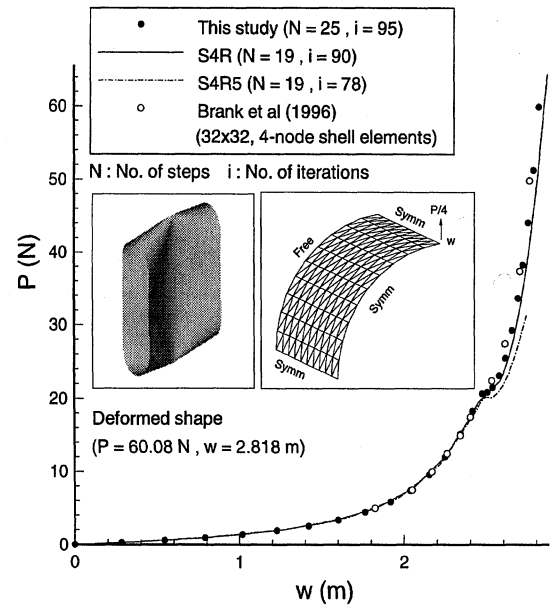 This study (N = 25 , i = 95)
S4R (N = 19 , i = 90)
S4R5 (N = 19 , i = 78)
Brank et al (1996)
(32x32, 4-node shell elements)
N : No. of steps i : No. of iterations
Symm
P/4
w
Free
Symm
Symm
Deformed shape
(P = 60.08 N , w = 2.818 m)
P (N)
60
50
40
30
20
10
0
0
1
2
w (m)